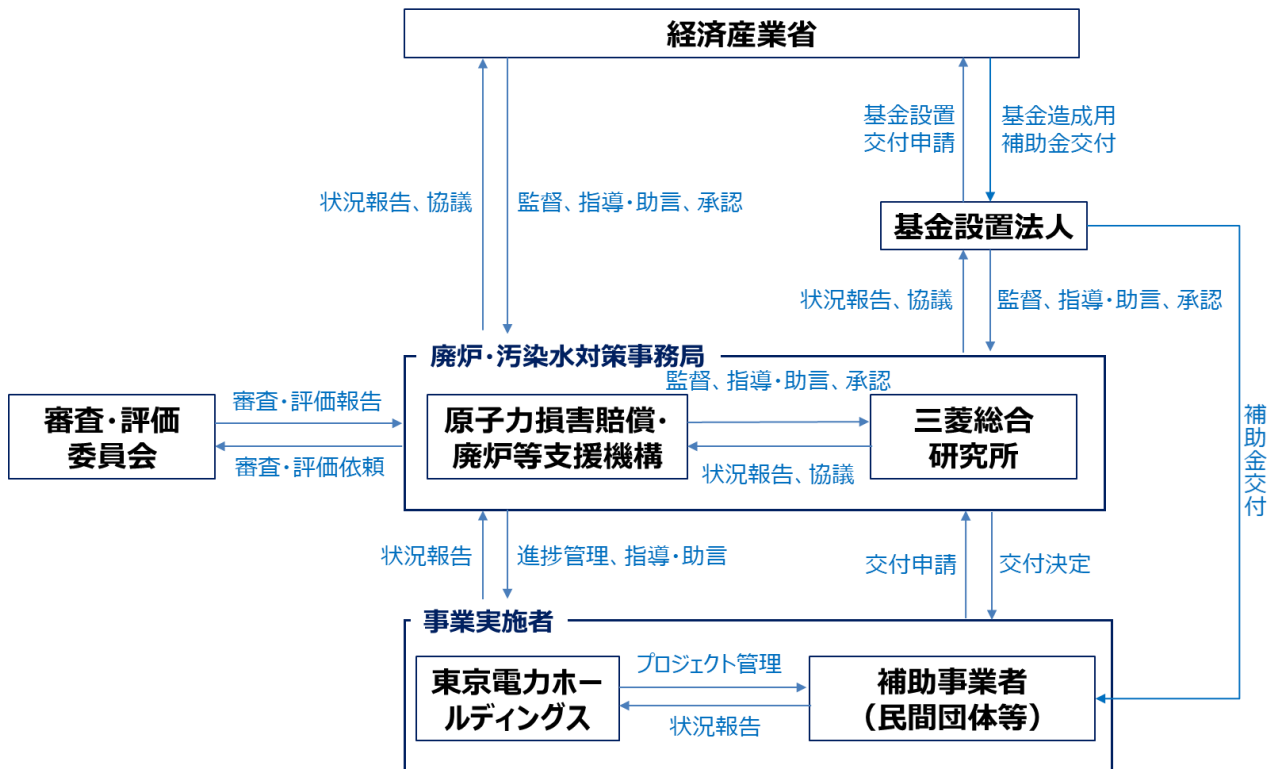 経済産業省
基金設置
交付申請
基金造成用
補助金交付
状況報告、協議
監督、指導・助言、承認
基金設置法人
状況報告、協議
監督、指導・助言、承認
廃炉・汚染水対策事務局
監督、指導・助言、承認
審査・評価
委員会
審査・評価報告
審査・評価依頼
原子力損害賠償・
廃炉等支援機構
状況報告、協議
三菱総合
研究所
補助金交付
状況報告
進捗管理、指導・助言
交付申請
交付決定
事業実施者
東京電力ホー
ルディングス
プロジェクト管理
状況報告
補助事業者
（民間団体等）